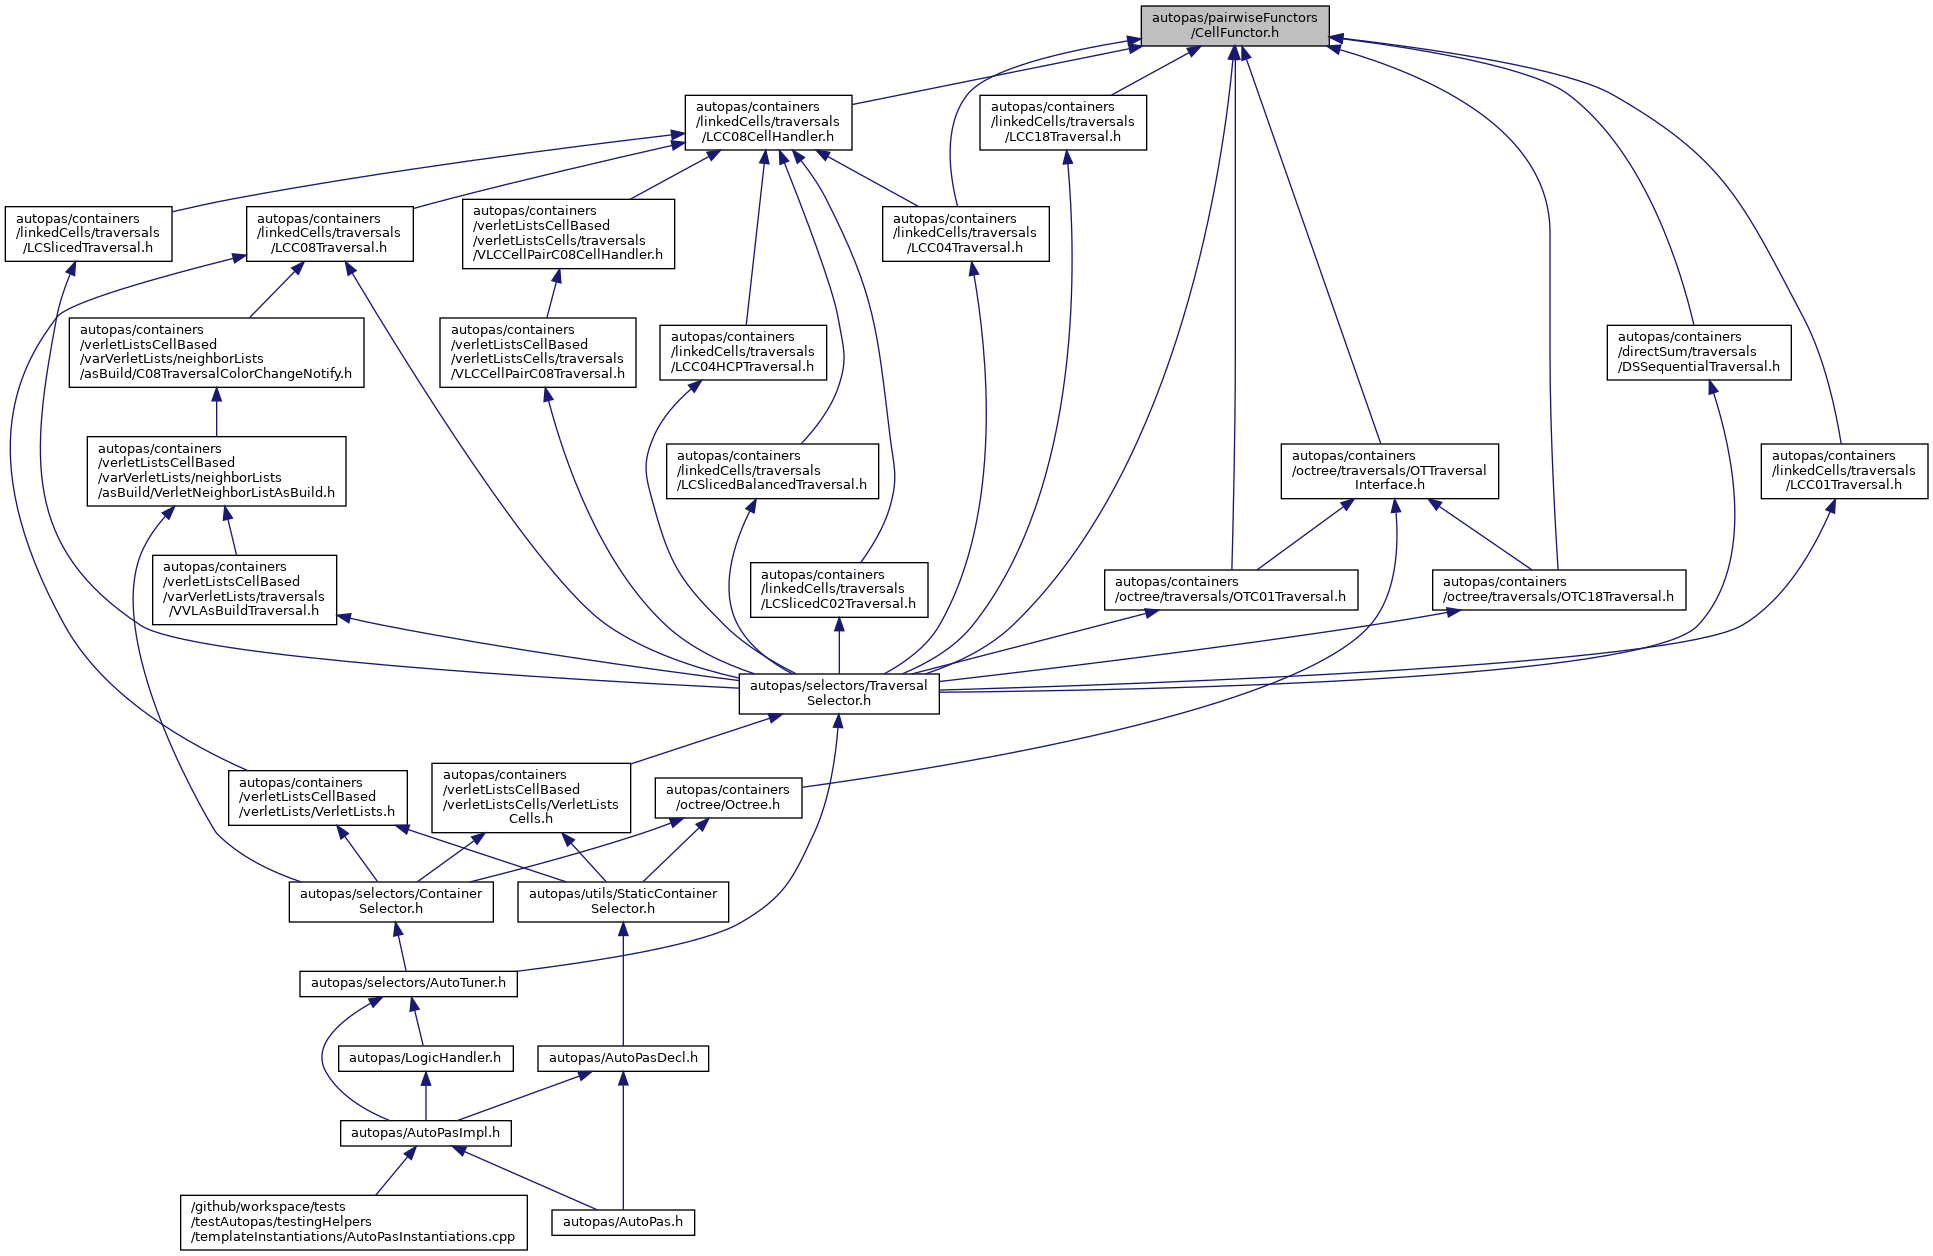 autopas/pairwiseFunctors
/CellFunctor.h
autopas/containers
/linkedCells/traversals
/LCC08CellHandler.h
autopas/containers
/linkedCells/traversals
/LCC18Traversal.h
autopas/containers
/linkedCells/traversals
/LCSlicedTraversal.h
autopas/containers
/linkedCells/traversals
/LCC08Traversal.h
autopas/containers
/verletListsCellBased
/verletListsCells/traversals
/VLCCellPairC08CellHandler.h
autopas/containers
/linkedCells/traversals
/LCC04Traversal.h
autopas/containers
/verletListsCellBased
/varVerletLists/neighborLists
/asBuild/C08TraversalColorChangeNotify.h
autopas/containers
/verletListsCellBased
/verletListsCells/traversals
/VLCCellPairC08Traversal.h
autopas/containers
/linkedCells/traversals
/LCC04HCPTraversal.h
autopas/containers
/directSum/traversals
/DSSequentialTraversal.h
autopas/containers
/verletListsCellBased
/varVerletLists/neighborLists
/asBuild/VerletNeighborListAsBuild.h
autopas/containers
/linkedCells/traversals
/LCSlicedBalancedTraversal.h
autopas/containers
/octree/traversals/OTTraversal
Interface.h
autopas/containers
/linkedCells/traversals
/LCC01Traversal.h
autopas/containers
/verletListsCellBased
/varVerletLists/traversals
/VVLAsBuildTraversal.h
autopas/containers
/linkedCells/traversals
/LCSlicedC02Traversal.h
autopas/containers
/octree/traversals/OTC01Traversal.h
autopas/containers
/octree/traversals/OTC18Traversal.h
autopas/selectors/Traversal
Selector.h
autopas/containers
/verletListsCellBased
/verletLists/VerletLists.h
autopas/containers
/verletListsCellBased
/verletListsCells/VerletLists
Cells.h
autopas/containers
/octree/Octree.h
autopas/selectors/Container
Selector.h
autopas/utils/StaticContainer
Selector.h
autopas/selectors/AutoTuner.h
autopas/LogicHandler.h
autopas/AutoPasDecl.h
autopas/AutoPasImpl.h
/github/workspace/tests
/testAutopas/testingHelpers
/templateInstantiations/AutoPasInstantiations.cpp
autopas/AutoPas.h